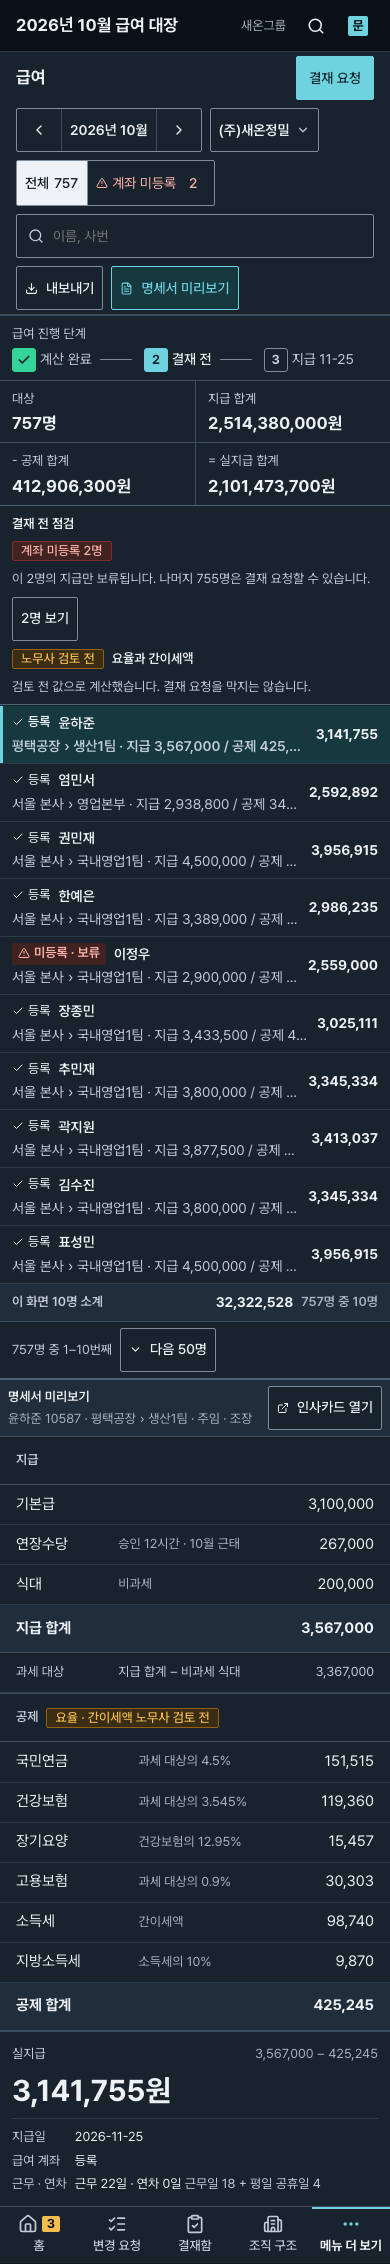 2026년 10월 급여 대장 새온그룹 문
급여 결재 요청
2026년 10월 (주)새온정밀
전체 757 계좌 미등록 2
이름, 사번
내보내기 명세서 미리보기
급여 진행 단계
계산 완료 2 결재 전 3 지급 11-25
대상 지급 합계
757명 2,514,380,000원
- 공제 합계 = 실지급 합계
412,906,300원 2,101,473,700원
결재 전 점검
계좌 미등록 2명
이 2명의 지급만 보류됩니다. 나머지 755명은 결재 요청할 수 있습니다.
2명 보기
노무사 검토 전 요율과 간이세액
검토 전 값으로 계산했습니다. 결재 요청을 막지는 않습니다.
등록 윤하준 3,141,755
평택공장 › 생산1팀 · 지급 3,567,000 / 공제 425,...
등록 염민서 2,592,892
서울 본사 › 영업본부 · 지급 2,938,800 / 공제 34...
등록 권민재 3,956,915
서울 본사 › 국내영업1팀 · 지급 4,500,000 / 공제 ...
등록 한예은 2,986,235
서울 본사 › 국내영업1팀 · 지급 3,389,000 / 공제 ...
미등록 · 보류 이정우 2,559,000
서울 본사 › 국내영업1팀 · 지급 2,900,000 / 공제 ...
등록 장종민 3,025,111
서울 본사 › 국내영업1팀 · 지급 3,433,500 / 공제 4...
등록 추민재 3,345,334
서울 본사 › 국내영업1팀 · 지급 3,800,000 / 공제 ...
등록 곽지원 3,413,037
서울 본사 › 국내영업1팀 · 지급 3,877,500 / 공제 ...
등록 김수진 3,345,334
서울 본사 › 국내영업1팀 · 지급 3,800,000 / 공제 ...
등록 표성민 3,956,915
서울 본사 › 국내영업1팀 · 지급 4,500,000 / 공제 ...
이 화면 10명 소계 32,322,528 757명 중 10명
757명 중 1–10번째 다음 50명
명세서 미리보기 인사카드 열기
윤하준 10587 · 평택공장 › 생산1팀 · 주임 · 조장
지급
기본급 3,100,000
연장수당 승인 12시간 · 10월 근태 267,000
식대 비과세 200,000
지급 합계 3,567,000
과세 대상 지급 합계 − 비과세 식대 3,367,000
공제 요율 · 간이세액 노무사 검토 전
국민연금 과세 대상의 4.5% 151,515
건강보험 과세 대상의 3.545% 119,360
장기요양 건강보험의 12.95% 15,457
고용보험 과세 대상의 0.9% 30,303
소득세 간이세액 98,740
지방소득세 소득세의 10% 9,870
공제 합계 425,245
실지급 3,567,000 − 425,245
3,141,755원
지급일 2026-11-25
급여 계좌 등록
근무 · 연차 근무 22일 · 연차 0일 근무일 18 + 평일 공휴일 4
홈 3 변경 요청 결재함 조직 구조 메뉴 더 보기